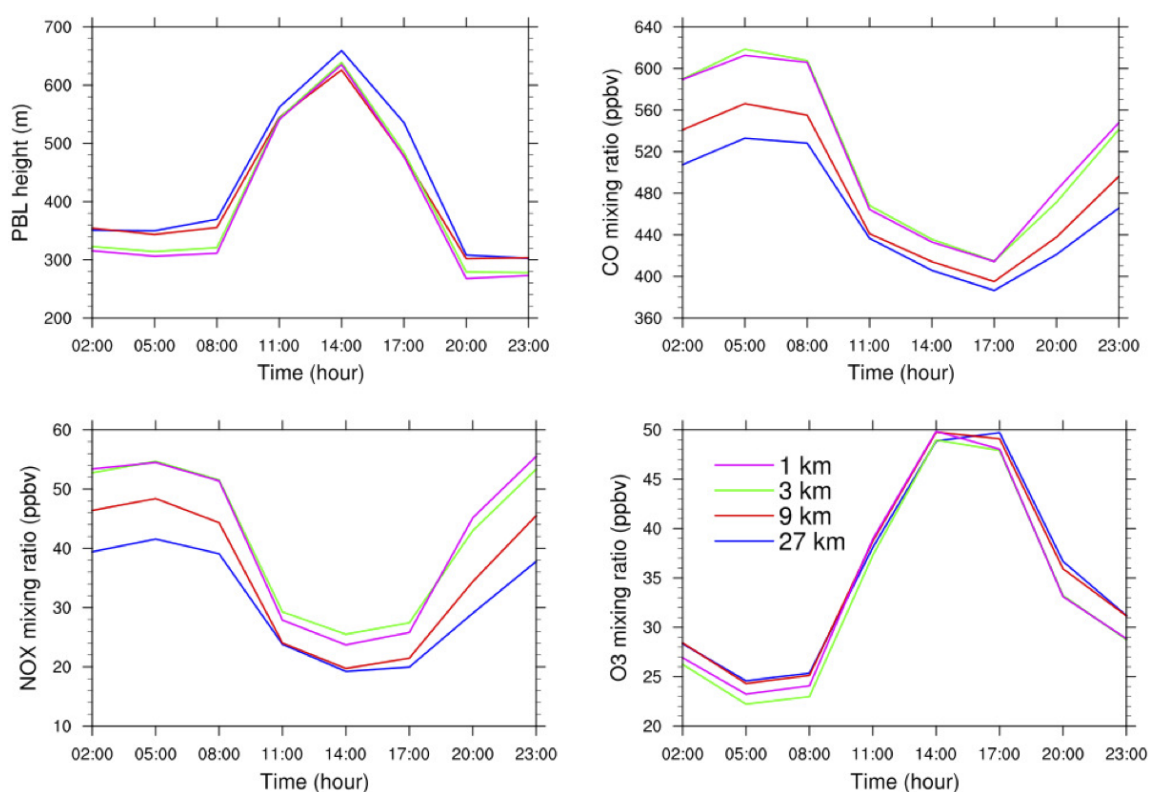 PBL height (m)
700
600
500
400
300
200
02:00 05:00 08:00 11:00 14:00 17:00 20:00 23:00
Time (hour)
CO mixing ratio (ppbv)
640
600
560
520
480
440
400
360
02:00 05:00 08:00 11:00 14:00 17:00 20:00 23:00
Time (hour)
NOX mixing ratio (ppbv)
60
50
40
30
20
10
02:00 05:00 08:00 11:00 14:00 17:00 20:00 23:00
Time (hour)
O3 mixing ratio (ppbv)
50
45
40
35
30
25
20
1 km
3 km
9 km
27 km
02:00 05:00 08:00 11:00 14:00 17:00 20:00 23:00
Time (hour)